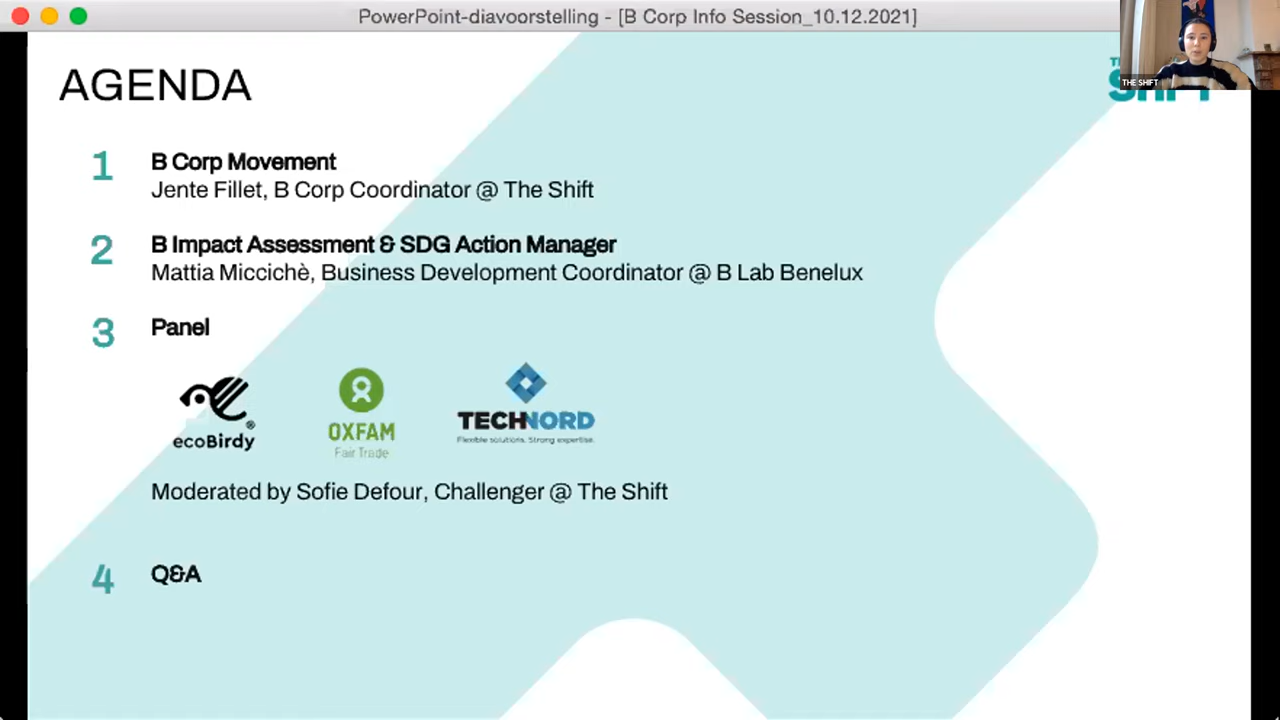 PowerPoint-diavoorstelling - [B Corp Info Session_10.12.2021]
THE SHIFT
AGENDA
1 B Corp Movement
Jente Fillet, B Corp Coordinator @ The Shift
2 B Impact Assessment & SDG Action Manager
Mattia Miccichè, Business Development Coordinator @ B Lab Benelux
3 Panel
ecoBirdy®
OXFAM
Fair Trade
TECHNORD
Flexible solutions. Strong expertise.
Moderated by Sofie Defour, Challenger @ The Shift
4 Q&A